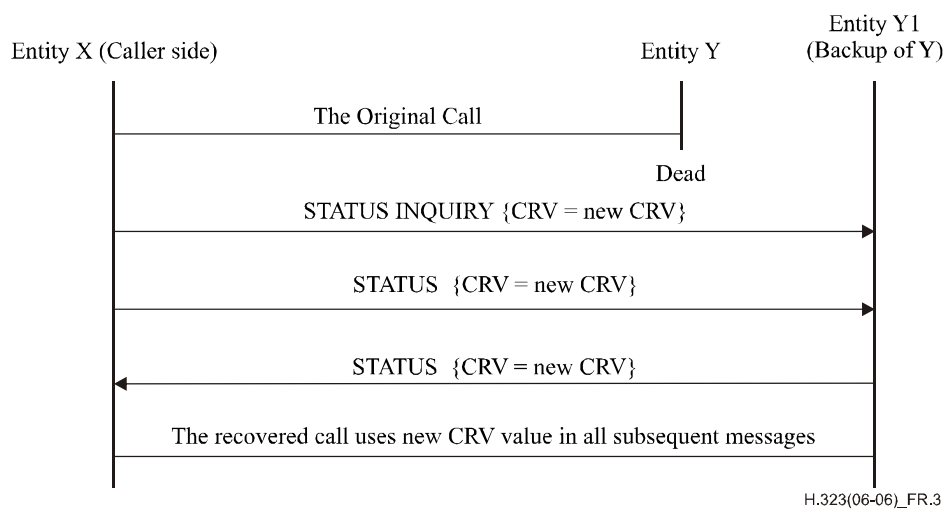 Entity X (Caller side)
Entity Y
Entity Y1
(Backup of Y)
The Original Call
Dead
STATUS INQUIRY {CRV = new CRV}
STATUS {CRV = new CRV}
STATUS {CRV = new CRV}
The recovered call uses new CRV value in all subsequent messages
H.323(06-06)_FR.3